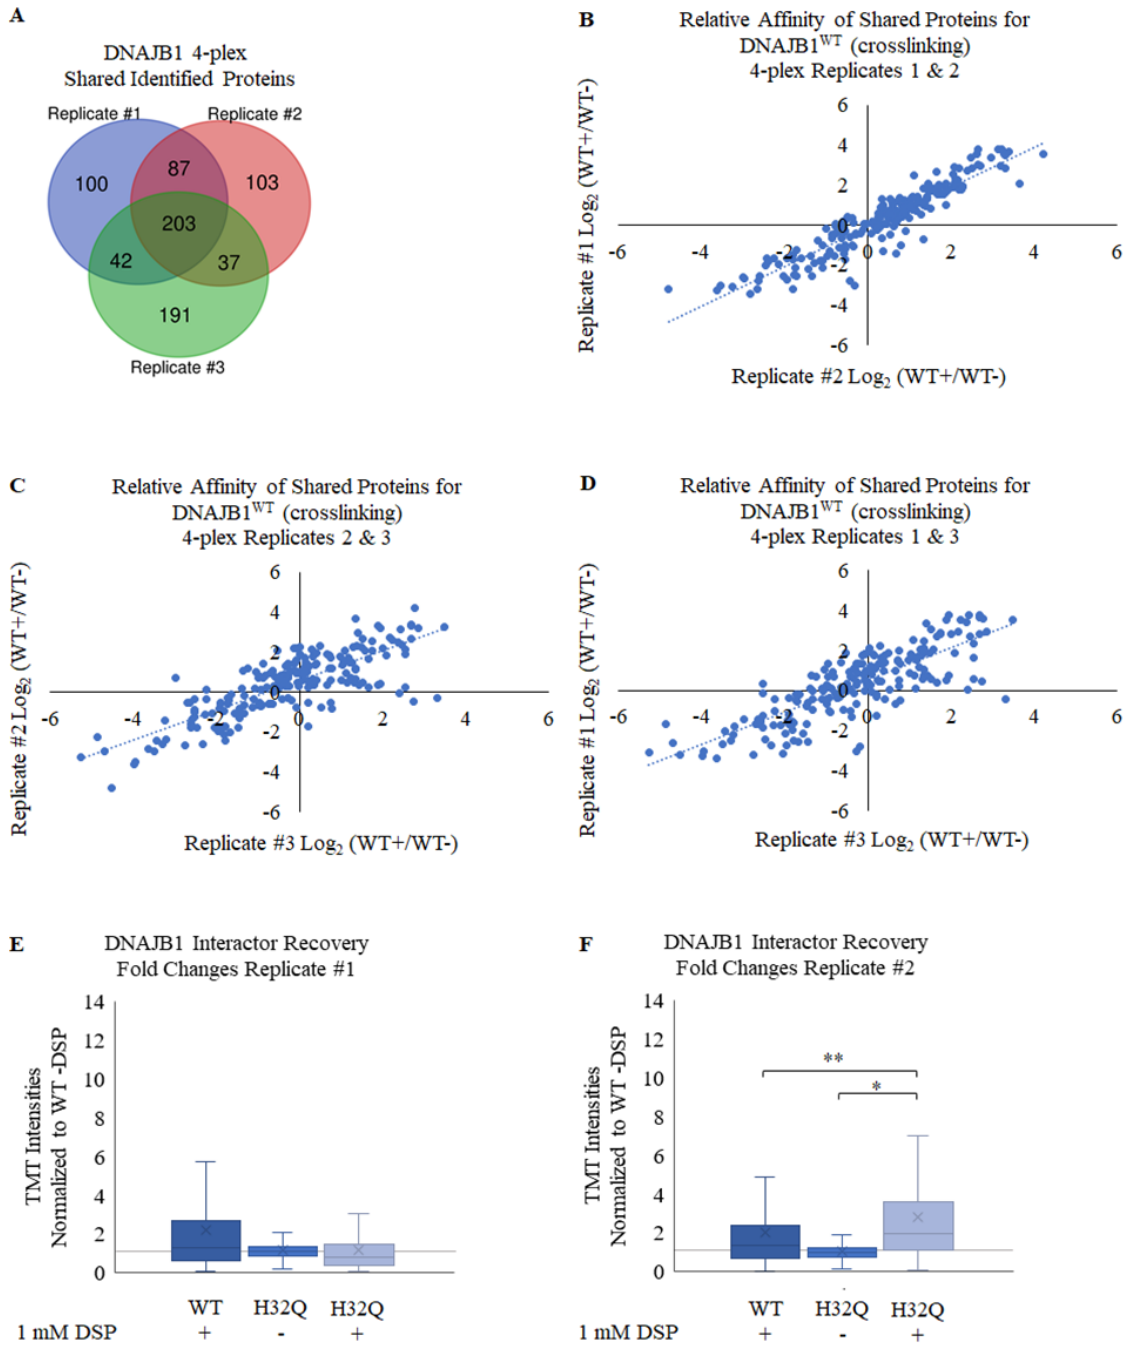 A
DNAJB1 4-plex
Shared Identified Proteins
Replicate #1
Replicate #2
100
87
103
203
42
37
191
Replicate #3
B
Relative Affinity of Shared Proteins for
DNAJB1^WT (crosslinking)
4-plex Replicates 1 & 2
Replicate #1 Log₂ (WT+/WT-)
6
4
2
0
-2
-4
-6
-6
-4
-2
0
2
4
6
Replicate #2 Log₂ (WT+/WT-)
C
Relative Affinity of Shared Proteins for
DNAJB1^WT (crosslinking)
4-plex Replicates 2 & 3
Replicate #2 Log₂ (WT+/WT-)
6
4
2
0
-2
-4
-6
-6
-4
-2
0
2
4
6
Replicate #3 Log₂ (WT+/WT-)
D
Relative Affinity of Shared Proteins for
DNAJB1^WT (crosslinking)
4-plex Replicates 1 & 3
Replicate #1 Log₂ (WT+/WT-)
6
4
2
0
-2
-4
-6
-6
-4
-2
0
2
4
6
Replicate #3 Log₂ (WT+/WT-)
E
DNAJB1 Interactor Recovery
Fold Changes Replicate #1
TMT Intensities
Normalized to WT -DSP
14
12
10
8
6
4
2
0
WT
H32Q
H32Q
1 mM DSP
+
-
+
F
DNAJB1 Interactor Recovery
Fold Changes Replicate #2
TMT Intensities
Normalized to WT -DSP
14
12
10
8
6
4
2
0
**
*
WT
H32Q
H32Q
1 mM DSP
+
-
+